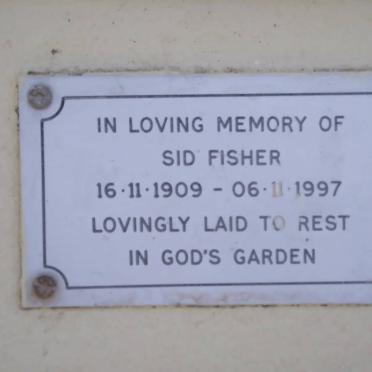 IN LOVING MEMORY OF
SID FISHER
16·11·1909 - 06·11·1997
LOVINGLY LAID TO REST
IN GOD'S GARDEN